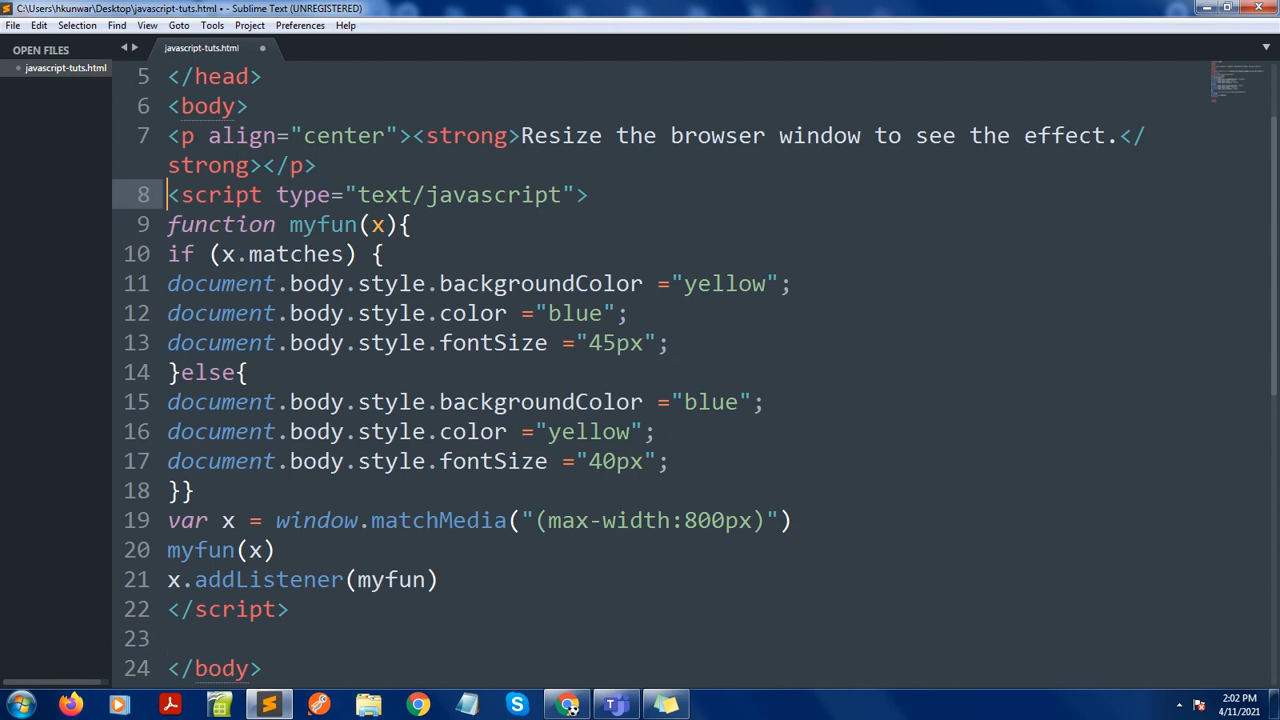 C:\Users\hkunwar\Desktop\javascript-tuts.html • - Sublime Text (UNREGISTERED)
File Edit Selection Find View Goto Tools Project Preferences Help
OPEN FILES
javascript-tuts.html
javascript-tuts.html
5 </head>
6 <body>
7 <p align="center"><strong>Resize the browser window to see the effect.</
strong></p>
8 <script type="text/javascript">
9 function myfun(x){
10 if (x.matches) {
11 document.body.style.backgroundColor ="yellow";
12 document.body.style.color ="blue";
13 document.body.style.fontSize ="45px";
14 }else{
15 document.body.style.backgroundColor ="blue";
16 document.body.style.color ="yellow";
17 document.body.style.fontSize ="40px";
18 }}
19 var x = window.matchMedia("(max-width:800px)")
20 myfun(x)
21 x.addListener(myfun)
22 </script>
23
24 </body>
2:02 PM
4/11/2021